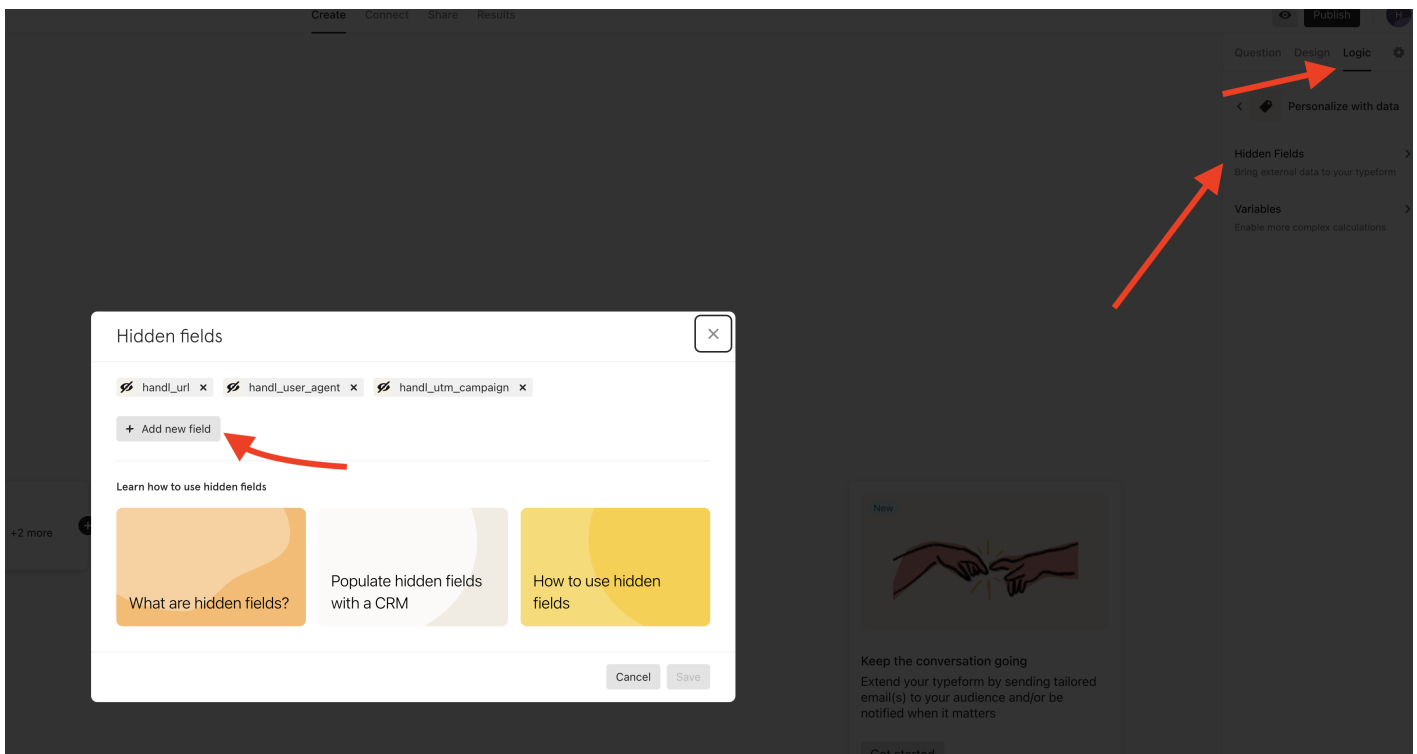 Create Connect Share Results
Publish
H
Question Design Logic
Personalize with data
Hidden Fields
Bring external data to your typeform
Variables
Enable more complex calculations
Hidden fields
handl_url
handl_user_agent
handl_utm_campaign
+ Add new field
Learn how to use hidden fields
What are hidden fields?
Populate hidden fields
with a CRM
How to use hidden
fields
Cancel
Save
+2 more
New
Keep the conversation going
Extend your typeform by sending tailored
email(s) to your audience and/or be
notified when it matters
Get started